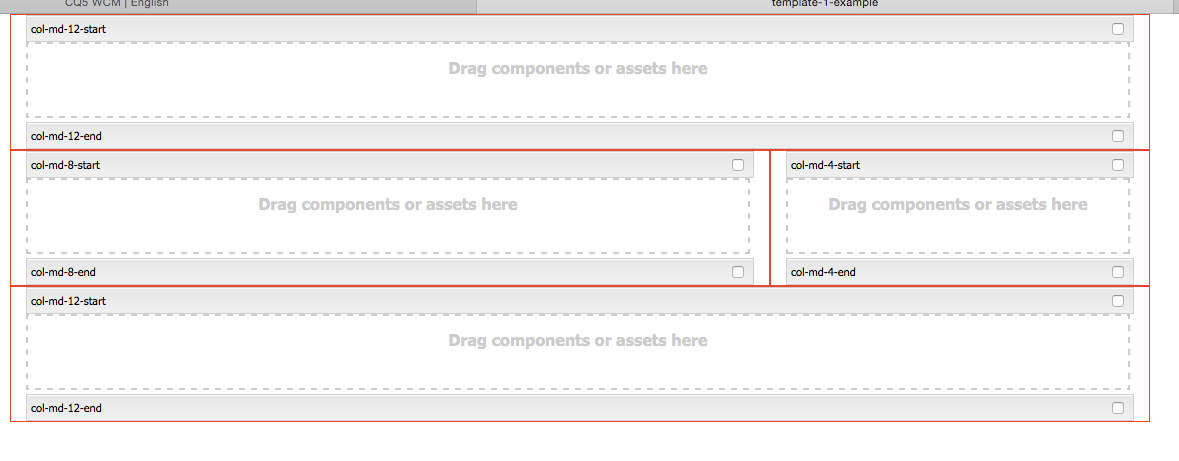 CQ5 WCM | English
template-1-example
col-md-12-start
Drag components or assets here
col-md-12-end
col-md-8-start
Drag components or assets here
col-md-8-end
col-md-4-start
Drag components or assets here
col-md-4-end
col-md-12-start
Drag components or assets here
col-md-12-end